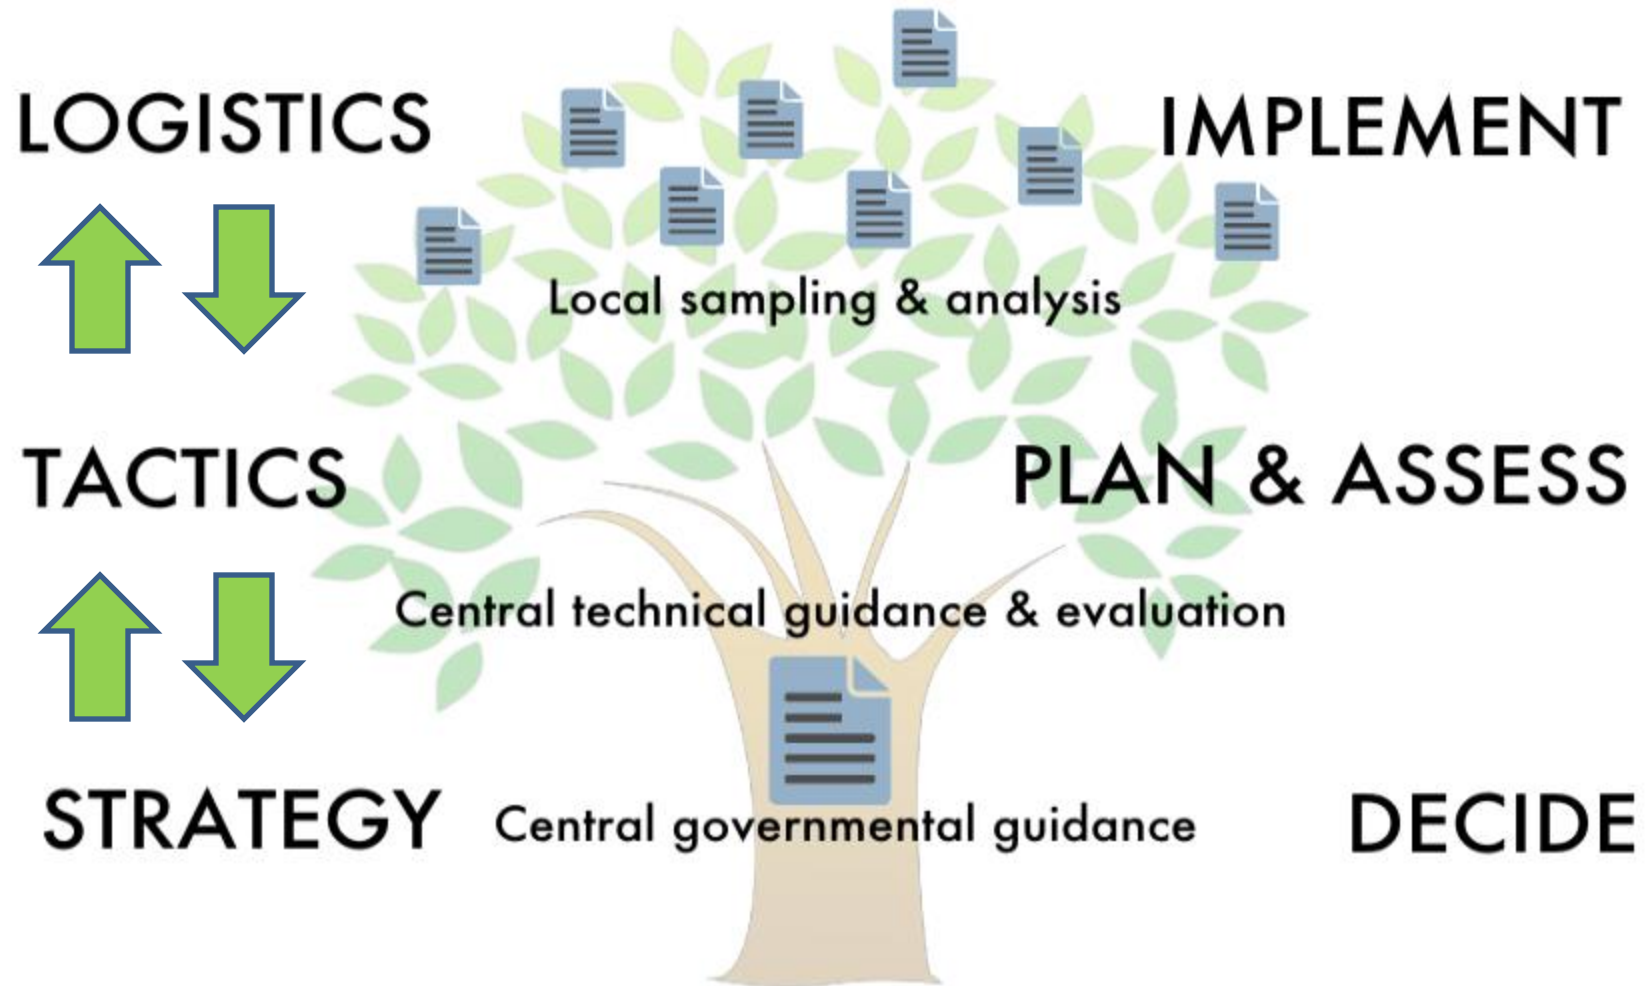 LOGISTICS
IMPLEMENT
Local sampling & analysis
TACTICS
PLAN & ASSESS
Central technical guidance & evaluation
STRATEGY
Central governmental guidance
DECIDE